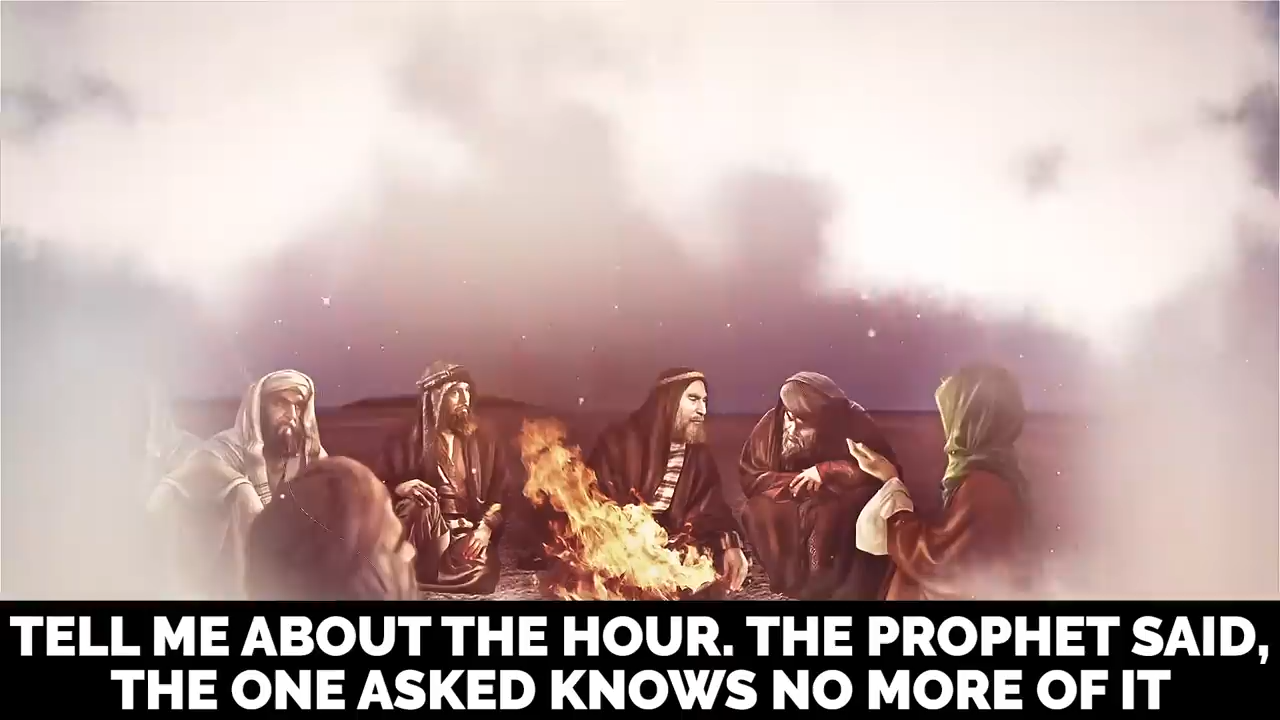 TELL ME ABOUT THE HOUR. THE PROPHET SAID,
THE ONE ASKED KNOWS NO MORE OF IT